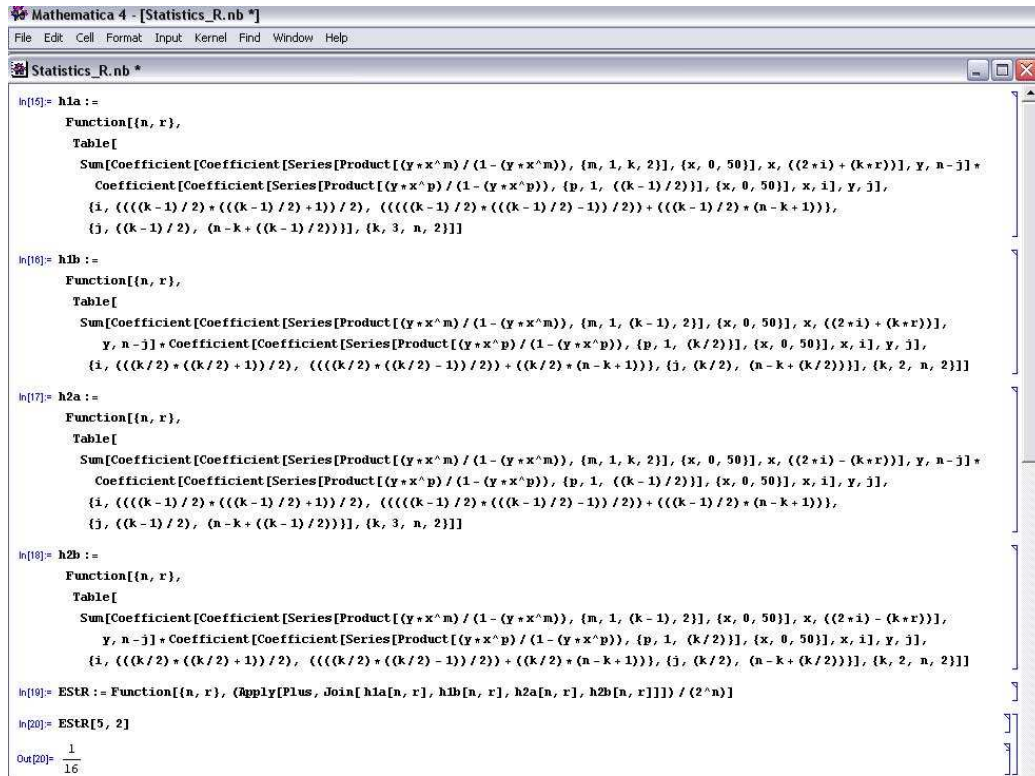 Mathematica 4 - [Statistics_R.nb *]
File Edit Cell Format Input Kernel Find Window Help
Statistics_R.nb *
In[15]:= h1a :=
Function[{n, r},
Table[
Sum[Coefficient[Coefficient[Series[Product[(y*x^m)/(1-(y*x^m)), {m, 1, k, 2}], {x, 0, 50}], x, ((2*i)+(k*r))], y, n-j]*
Coefficient[Coefficient[Series[Product[(y*x^p)/(1-(y*x^p)), {p, 1, ((k-1)/2)}], {x, 0, 50}], x, i], y, j],
{i, ((((k-1)/2)*(((k-1)/2)+1))/2), (((((k-1)/2)*(((k-1)/2)-1))/2))+(((k-1)/2)*(n-k+1))},
{j, ((k-1)/2), (n-k+((k-1)/2))}], {k, 3, n, 2}]]
In[16]:= h1b :=
Function[{n, r},
Table[
Sum[Coefficient[Coefficient[Series[Product[(y*x^m)/(1-(y*x^m)), {m, 1, (k-1), 2}], {x, 0, 50}], x, ((2*i)+(k*r))],
y, n-j]*Coefficient[Coefficient[Series[Product[(y*x^p)/(1-(y*x^p)), {p, 1, (k/2)}], {x, 0, 50}], x, i], y, j],
{i, (((k/2)*((k/2)+1))/2), ((((k/2)*((k/2)-1))/2))+((k/2)*(n-k+1))}, {j, (k/2), (n-k+(k/2))}], {k, 2, n, 2}]]
In[17]:= h2a :=
Function[{n, r},
Table[
Sum[Coefficient[Coefficient[Series[Product[(y*x^m)/(1-(y*x^m)), {m, 1, k, 2}], {x, 0, 50}], x, ((2*i)-(k*r))], y, n-j]*
Coefficient[Coefficient[Series[Product[(y*x^p)/(1-(y*x^p)), {p, 1, ((k-1)/2)}], {x, 0, 50}], x, i], y, j],
{i, ((((k-1)/2)*(((k-1)/2)+1))/2), (((((k-1)/2)*(((k-1)/2)-1))/2))+(((k-1)/2)*(n-k+1))},
{j, ((k-1)/2), (n-k+((k-1)/2))}], {k, 3, n, 2}]]
In[18]:= h2b :=
Function[{n, r},
Table[
Sum[Coefficient[Coefficient[Series[Product[(y*x^m)/(1-(y*x^m)), {m, 1, (k-1), 2}], {x, 0, 50}], x, ((2*i)-(k*r))],
y, n-j]*Coefficient[Coefficient[Series[Product[(y*x^p)/(1-(y*x^p)), {p, 1, (k/2)}], {x, 0, 50}], x, i], y, j],
{i, (((k/2)*((k/2)+1))/2), ((((k/2)*((k/2)-1))/2))+((k/2)*(n-k+1))}, {j, (k/2), (n-k+(k/2))}], {k, 2, n, 2}]]
In[19]:= EStR := Function[{n, r}, (Apply[Plus, Join[h1a[n, r], h1b[n, r], h2a[n, r], h2b[n, r]]])/(2^n)]
In[20]:= EStR[5, 2]
Out[20]= 1/16